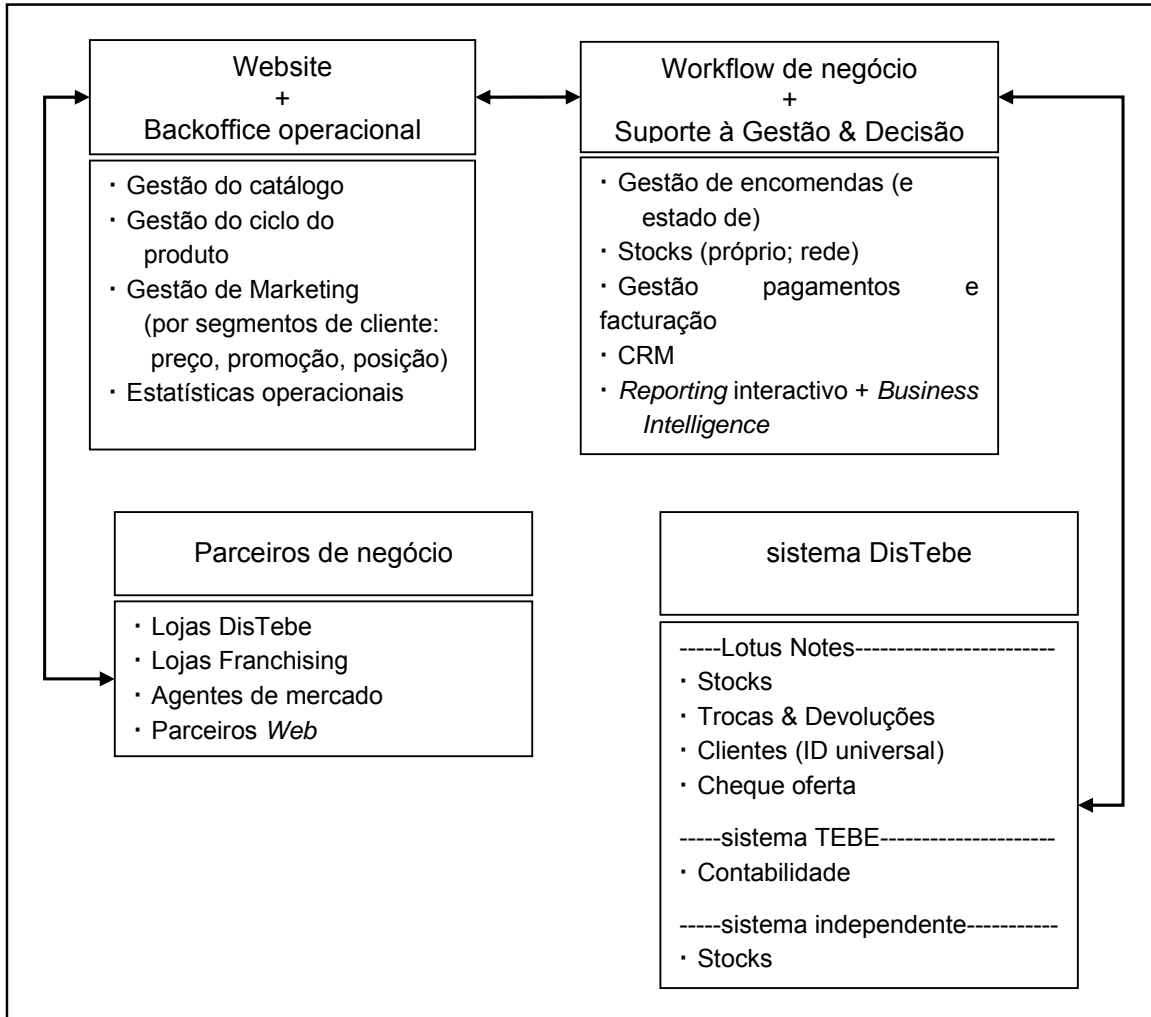 Website
+
Backoffice operacional
· Gestão do catálogo
· Gestão do ciclo do
produto
· Gestão de Marketing
(por segmentos de cliente:
preço, promoção, posição)
· Estatísticas operacionais
Workflow de negócio
+
Suporte à Gestão & Decisão
· Gestão de encomendas (e
estado de)
· Stocks (próprio; rede)
· Gestão pagamentos e
facturação
· CRM
· Reporting interactivo + Business
Intelligence
Parceiros de negócio
· Lojas DisTebe
· Lojas Franchising
· Agentes de mercado
· Parceiros Web
sistema DisTebe
-----Lotus Notes------------------------
· Stocks
· Trocas & Devoluções
· Clientes (ID universal)
· Cheque oferta
-----sistema TEBE---------------------
· Contabilidade
-----sistema independente-----------
· Stocks